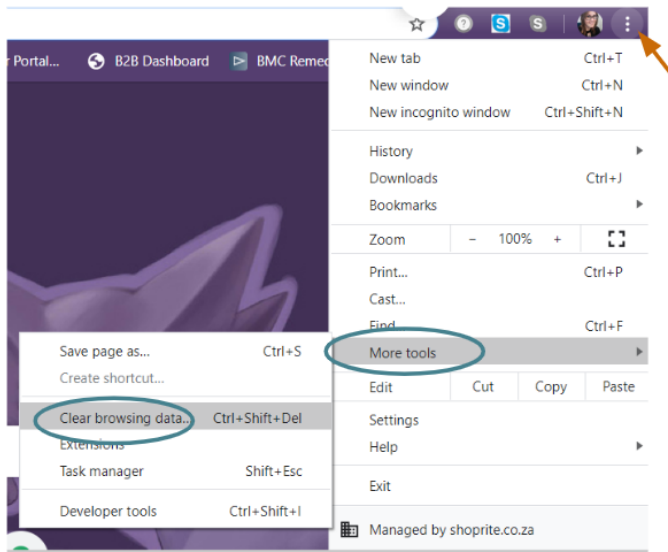 r Portal... B2B Dashboard BMC Remed
New tab Ctrl+T
New window Ctrl+N
New incognito window Ctrl+Shift+N
History
Downloads Ctrl+J
Bookmarks
Zoom - 100% +
Print... Ctrl+P
Cast...
Find... Ctrl+F
More tools
Edit Cut Copy Paste
Settings
Help
Exit
Managed by shoprite.co.za
Save page as... Ctrl+S
Create shortcut...
Clear browsing data... Ctrl+Shift+Del
Extensions
Task manager Shift+Esc
Developer tools Ctrl+Shift+I